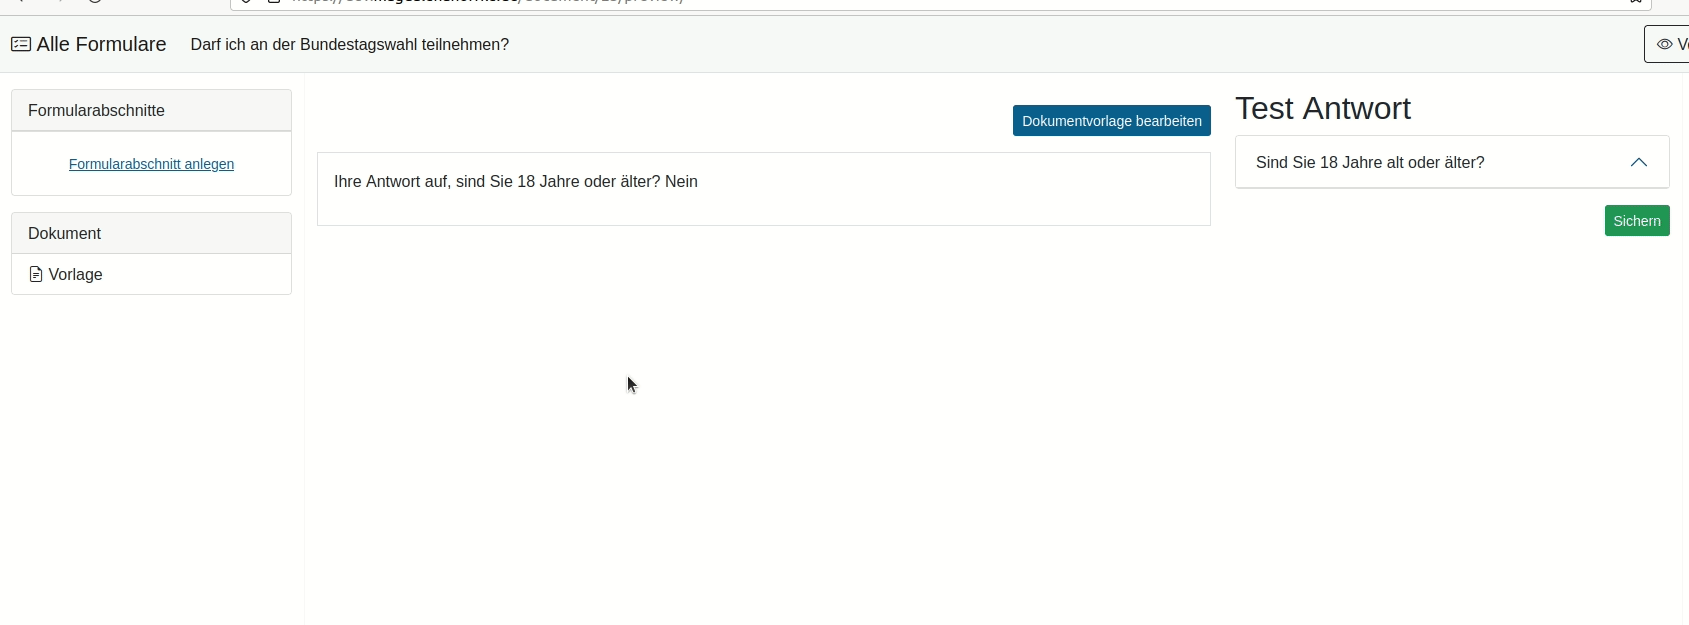 Alle Formulare
Darf ich an der Bundestagswahl teilnehmen?
Formularabschnitte
Formularabschnitt anlegen
Dokument
Vorlage
Dokumentvorlage bearbeiten
Ihre Antwort auf, sind Sie 18 Jahre oder älter? Nein
Test Antwort
Sind Sie 18 Jahre alt oder älter?
Sichern